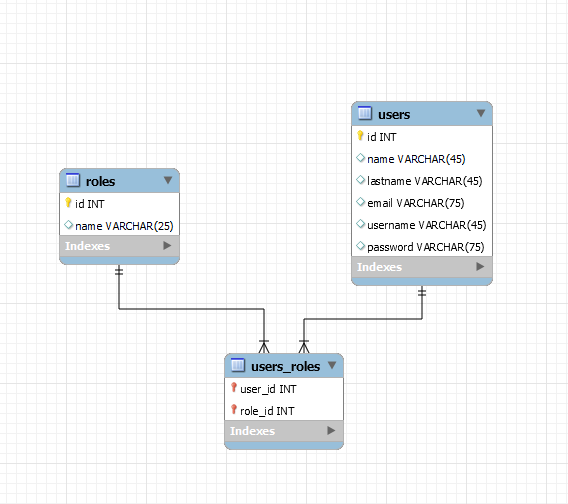 users
id INT
name VARCHAR(45)
lastname VARCHAR(45)
email VARCHAR(75)
username VARCHAR(45)
password VARCHAR(75)
Indexes
roles
id INT
name VARCHAR(25)
Indexes
users_roles
user_id INT
role_id INT
Indexes